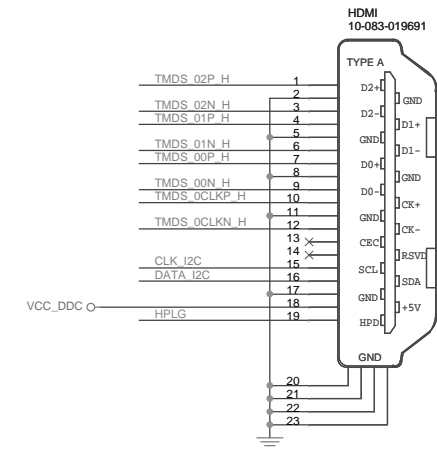 HDMI
10-083-019691
TYPE A
TMDS_02P_H 1 D2+
2 GND
TMDS_02N_H 3 D2-
TMDS_01P_H 4 D1+
5 GND
TMDS_01N_H 6 D1-
TMDS_00P_H 7 D0+
8 GND
TMDS_00N_H 9 D0-
TMDS_0CLKP_H 10 CK+
11 GND
TMDS_0CLKN_H 12 CK-
13 CEC
14 RSVD
CLK_I2C 15 SCL
DATA_I2C 16 SDA
17 GND
VCC_DDC 18 +5V
HPLG 19 HPD
GND
20
21
22
23